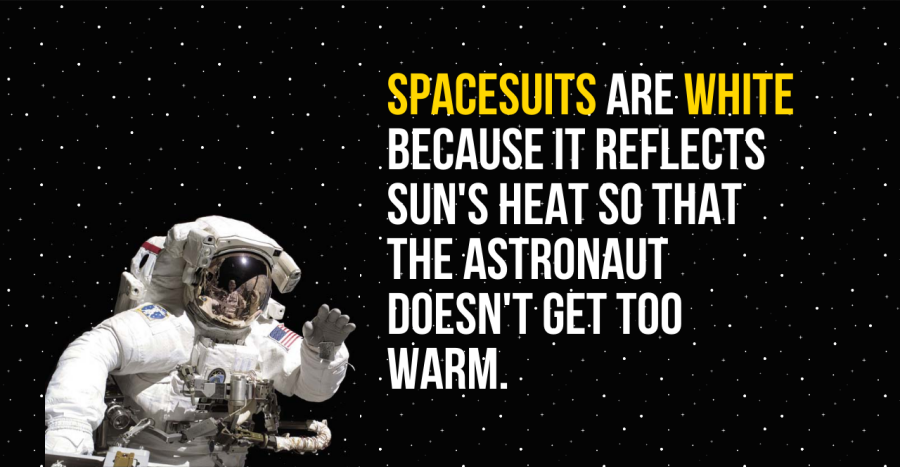 SPACESUITS ARE WHITE
BECAUSE IT REFLECTS
SUN'S HEAT SO THAT
THE ASTRONAUT
DOESN'T GET TOO
WARM.